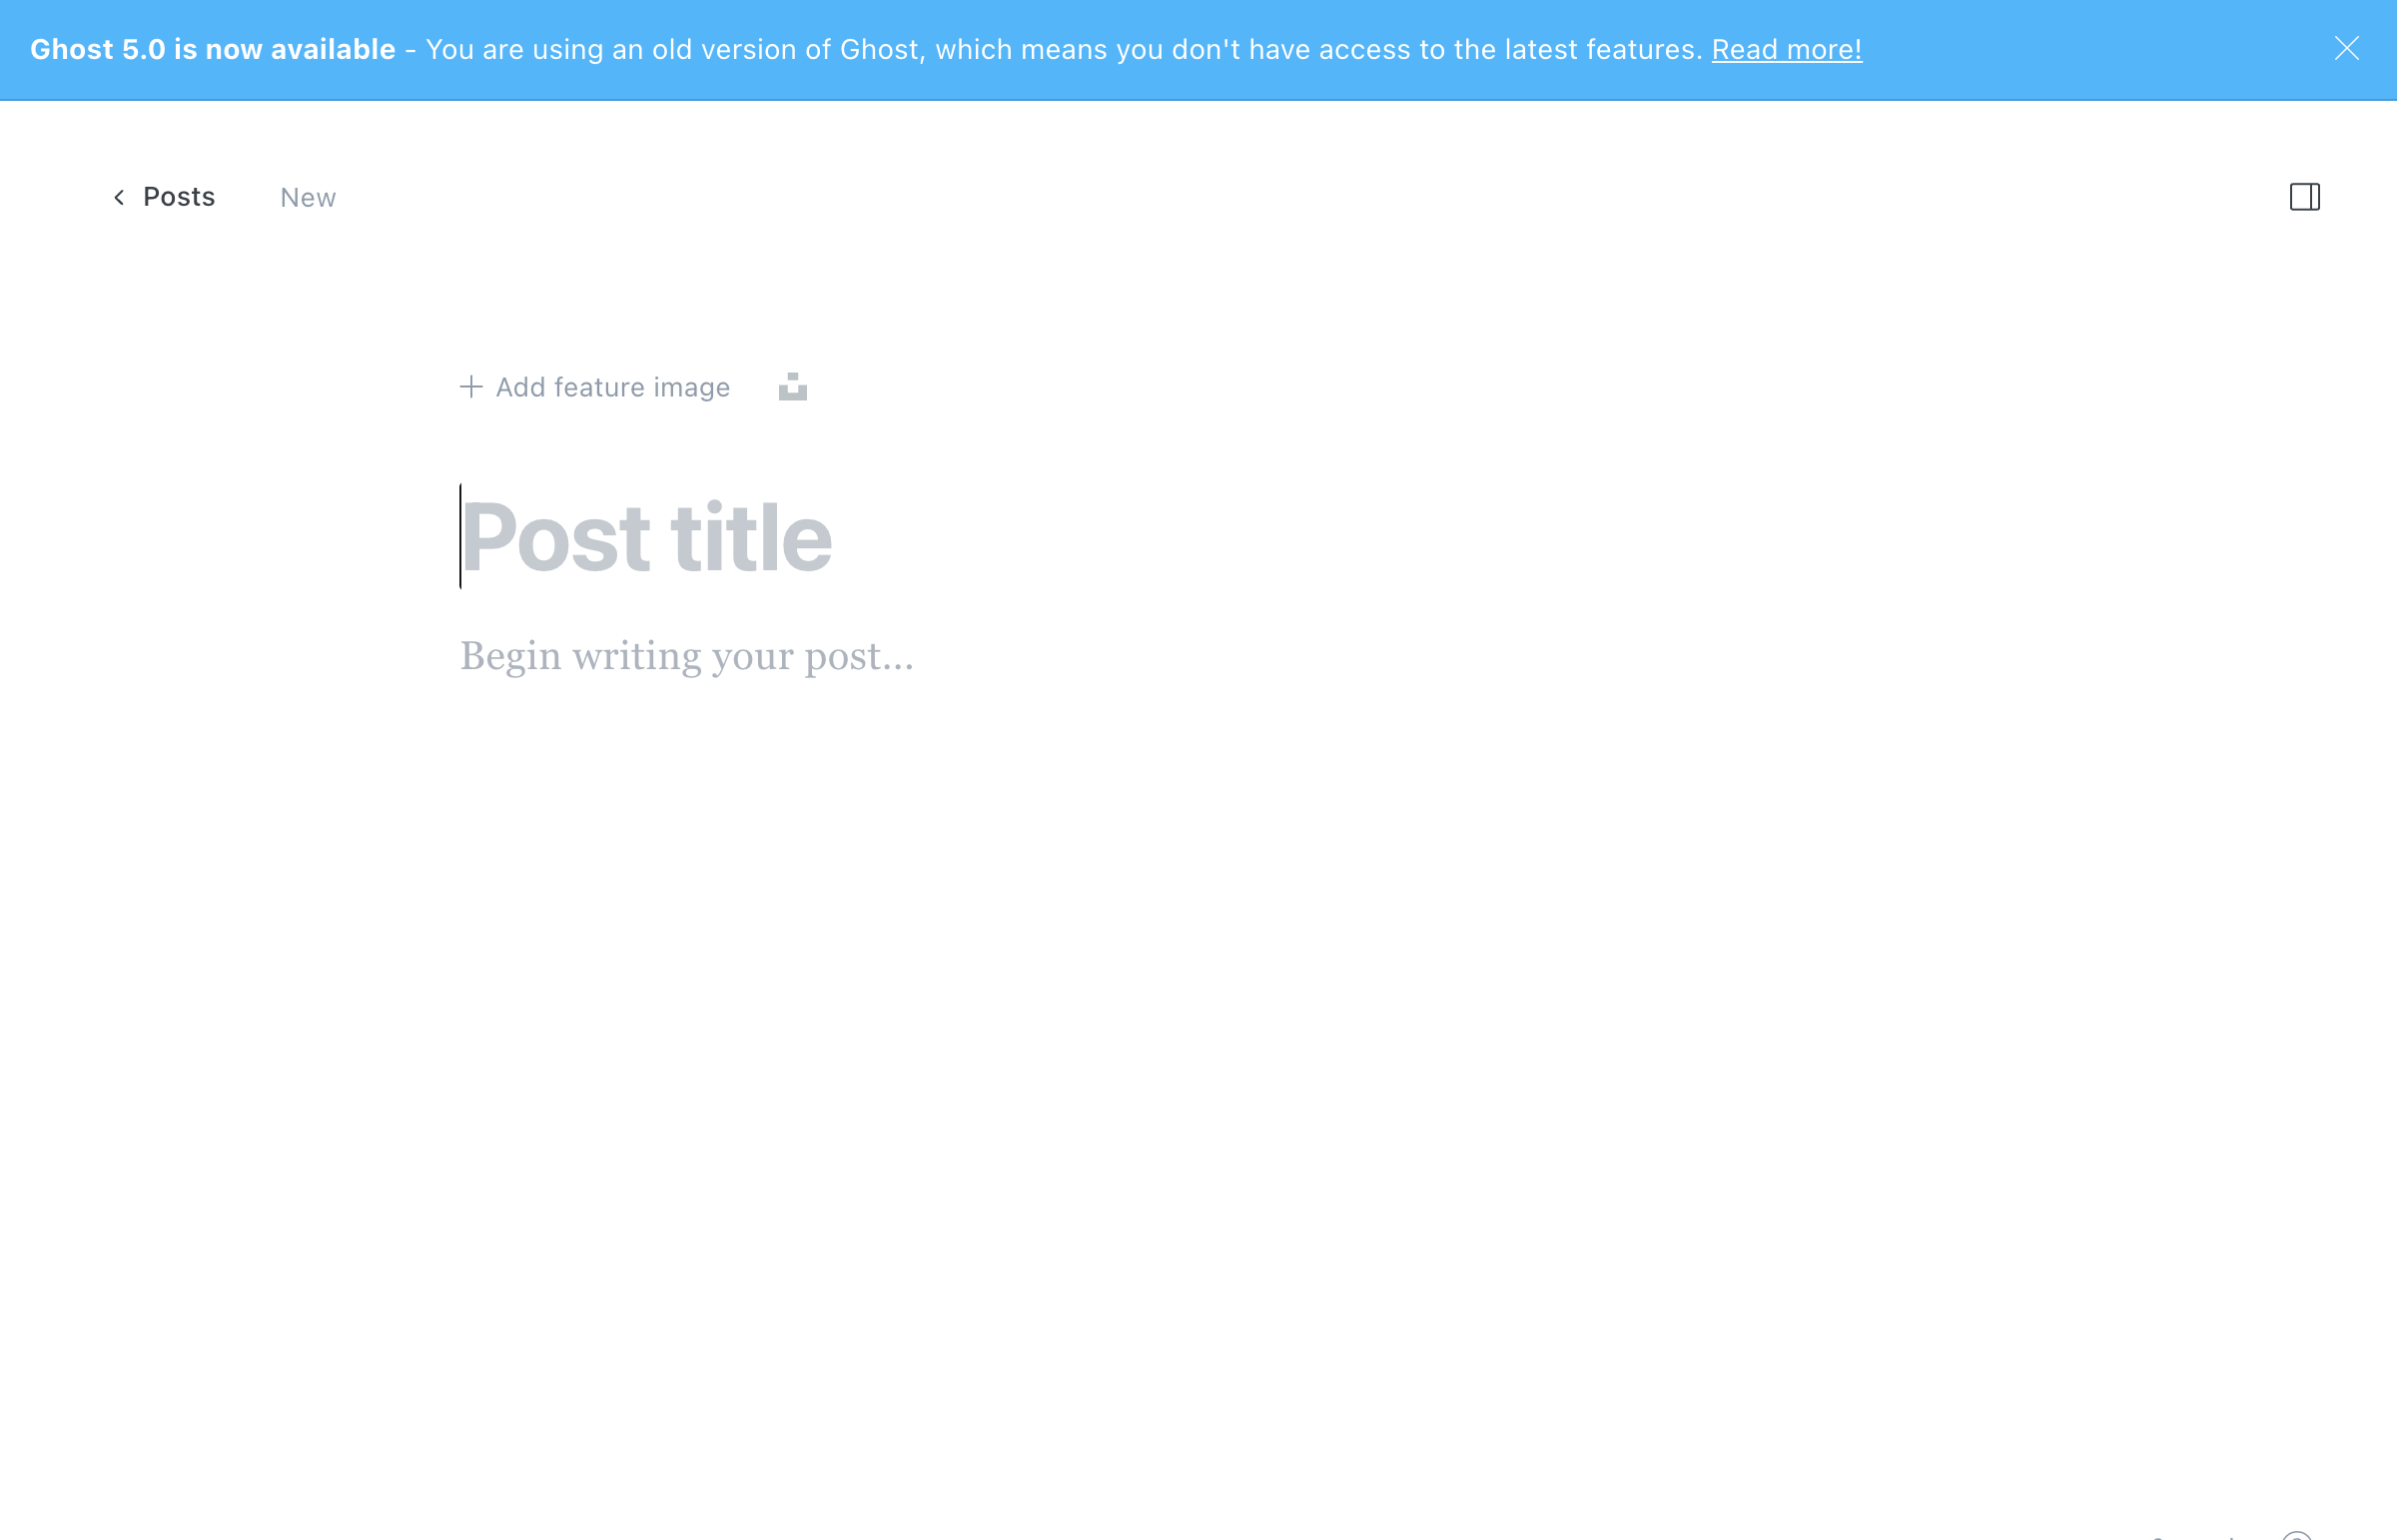 Ghost 5.0 is now available - You are using an old version of Ghost, which means you don't have access to the latest features. Read more!
Posts
New
Add feature image
Post title
Begin writing your post...